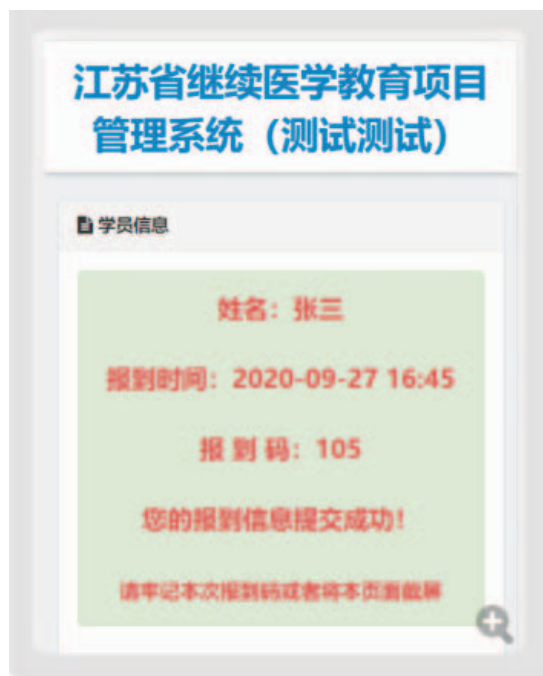 江苏省继续医学教育项目
管理系统（测试测试）
学员信息
姓名：张三
报到时间：2020-09-27 16:45
报 到 码：105
您的报到信息提交成功！
请牢记本次报到码或者将本页面截屏